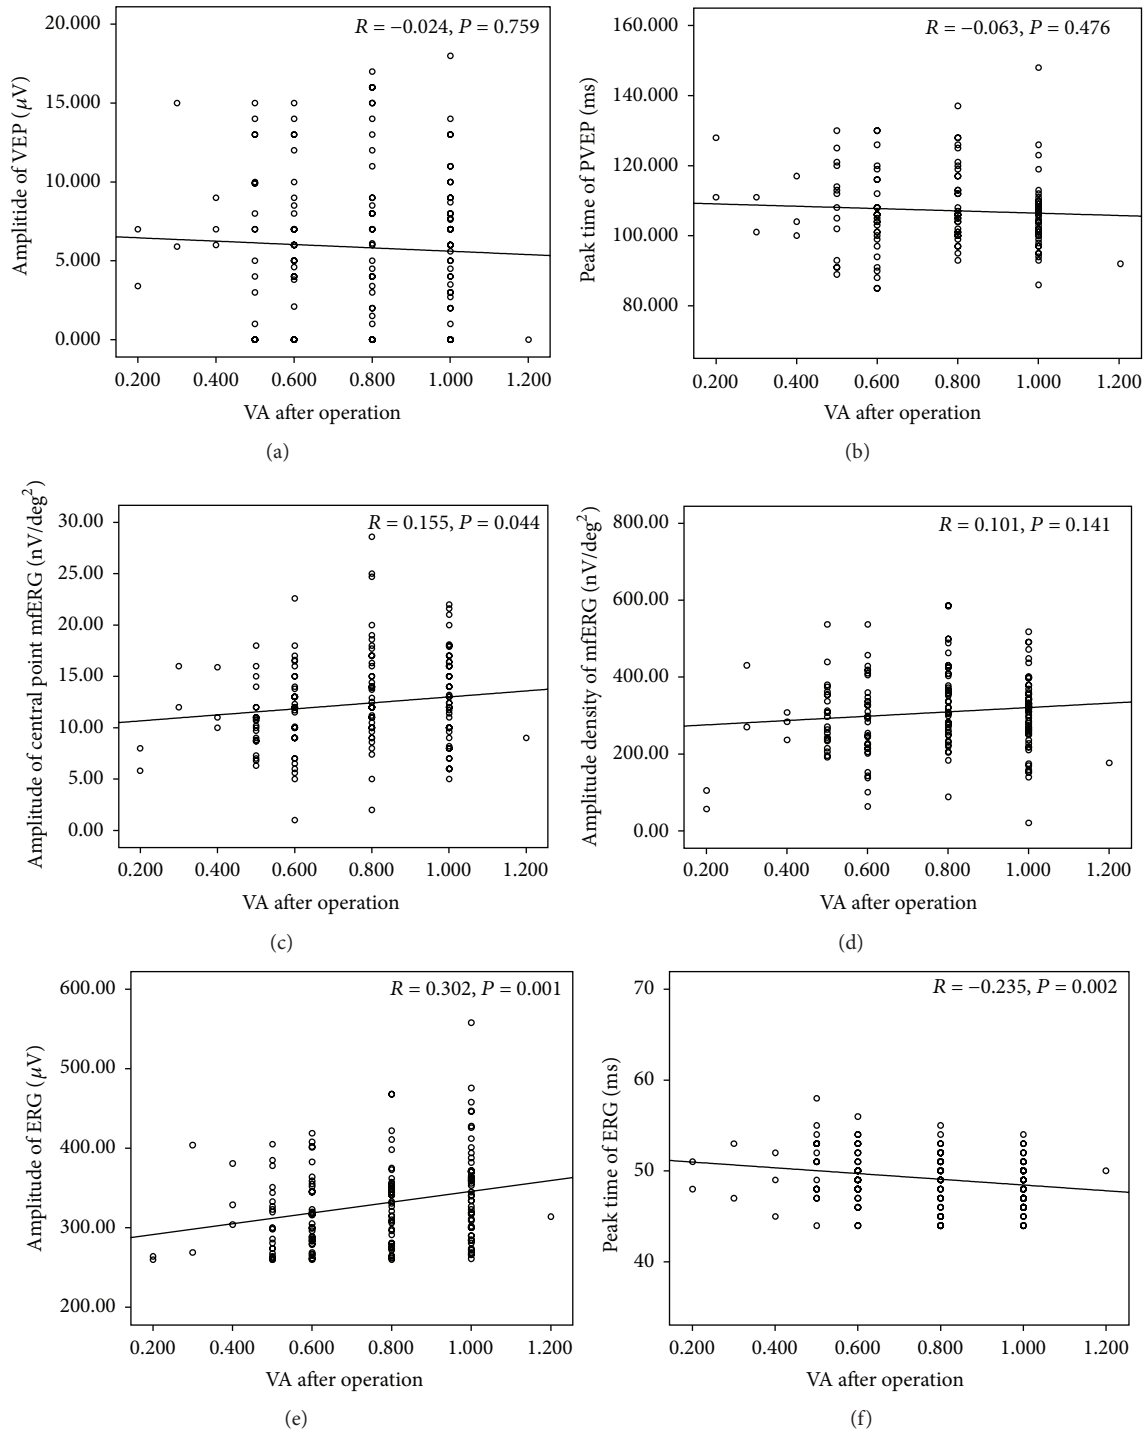 R = −0.024, P = 0.759
20.000
15.000
10.000
5.000
0.000
Amplitide of VEP (μV)
0.200 0.400 0.600 0.800 1.000 1.200
VA after operation
(a)
R = −0.063, P = 0.476
160.000
140.000
120.000
100.000
80.000
Peak time of PVEP (ms)
0.200 0.400 0.600 0.800 1.000 1.200
VA after operation
(b)
R = 0.155, P = 0.044
30.00
25.00
20.00
15.00
10.00
5.00
0.00
Amplitude of central point mfERG (nV/deg²)
0.200 0.400 0.600 0.800 1.000 1.200
VA after operation
(c)
R = 0.101, P = 0.141
800.00
600.00
400.00
200.00
0.00
Amplitude density of mfERG (nV/deg²)
0.200 0.400 0.600 0.800 1.000 1.200
VA after operation
(d)
R = 0.302, P = 0.001
600.00
500.00
400.00
300.00
200.00
Amplitude of ERG (μV)
0.200 0.400 0.600 0.800 1.000 1.200
VA after operation
(e)
R = −0.235, P = 0.002
70
60
50
40
Peak time of ERG (ms)
0.200 0.400 0.600 0.800 1.000 1.200
VA after operation
(f)